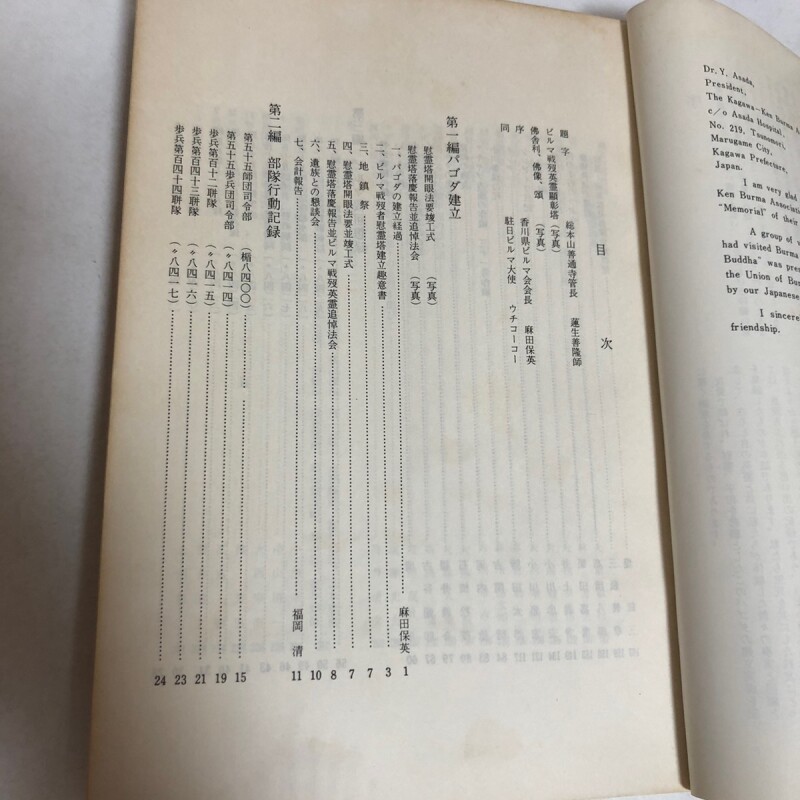 目次
題字 総本山善通寺管長 蓮生善隆師
ビルマ戦歿英霊顕彰塔(写真)
佛舎利、佛像、頌 (写真)
序 香川県ビルマ会会長 麻田保英
同 駐日ビルマ大使 ウチコーコー
第一編 パゴダ建立
慰霊塔開眼法要竣工式 (写真)
慰霊塔落慶報告並追悼法会 (写真)
一、パゴダの建立経過 麻田保英 1
二、ビルマ戦歿者慰霊塔建立趣意書 3
三、地鎮祭 7
四、慰霊塔開眼法要並竣工式 7
五、慰霊塔落慶報告並ビルマ戦歿英霊追悼法会 8
六、遺族との懇談会 10
七、会計報告 福岡清 11
第二編 部隊行動記録
第五十五師団司令部 (楯八四〇〇) 15
第五十五歩兵団司令部 (〃八四一四) 19
歩兵第百十二聯隊 (〃八四一五) 21
歩兵第百四十三聯隊 (〃八四一六) 23
歩兵第百四十四聯隊 (〃八四一七) 24
Dr. Y. Asada,
President,
The Kagawa-Ken Burma A
c/o Asada Hospital,
No. 219, Tsunomori,
Marugame City,
Kagawa Prefecture,
Japan.
I am very glad
Ken Burma Associati
"Memorial" of their
A group of v
had visited Burma
Buddha" was prese
the Union of Bur
by our Japanese
I sincere
friendship.